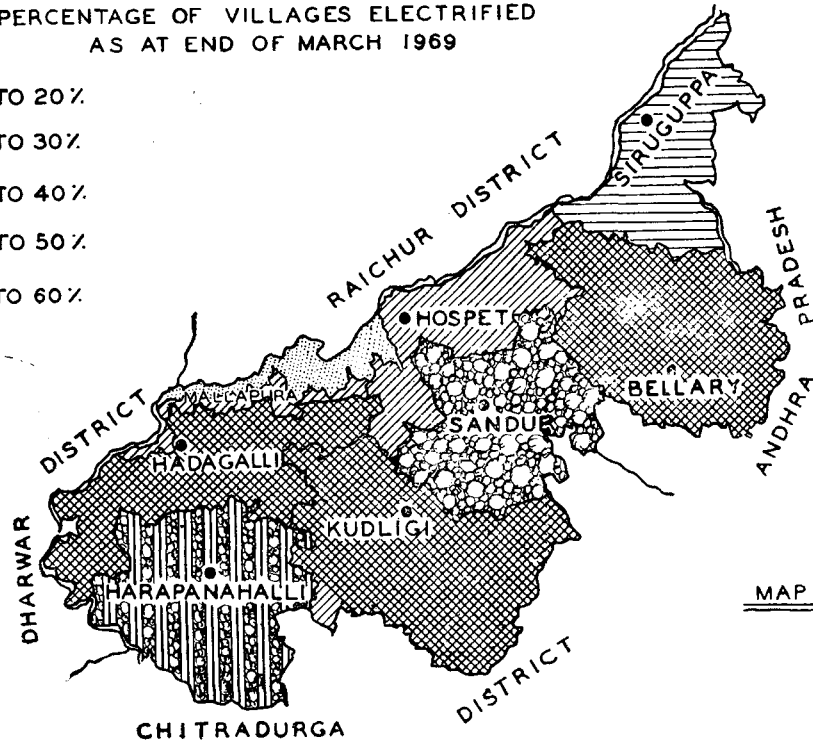 PERCENTAGE OF VILLAGES ELECTRIFIED
AS AT END OF MARCH 1969
TO 20%
TO 30%
TO 40%
TO 50%
TO 60%
SIRUGUPPA
RAICHUR DISTRICT
HOSPET
ANDHRA PRADESH
BELLARY
MALLAPURA
SANDUR
DISTRICT
HADAGALLI
KUDLIGI
DHARWAR
HARAPANAHALLI
MAP
DISTRICT
CHITRADURGA